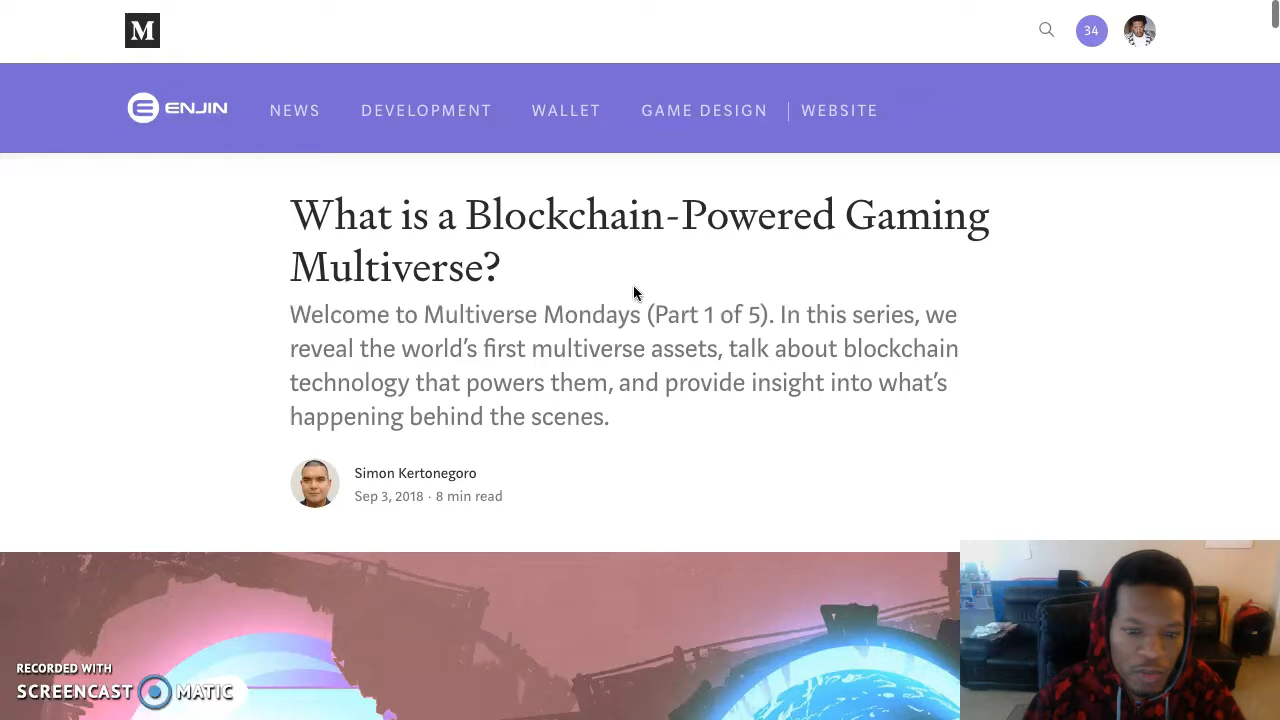 M
34
ENJIN NEWS DEVELOPMENT WALLET GAME DESIGN WEBSITE
What is a Blockchain-Powered Gaming
Multiverse?
Welcome to Multiverse Mondays (Part 1 of 5). In this series, we
reveal the world’s first multiverse assets, talk about blockchain
technology that powers them, and provide insight into what’s
happening behind the scenes.
Simon Kertonegoro
Sep 3, 2018 · 8 min read
RECORDED WITH
SCREENCAST MATIC